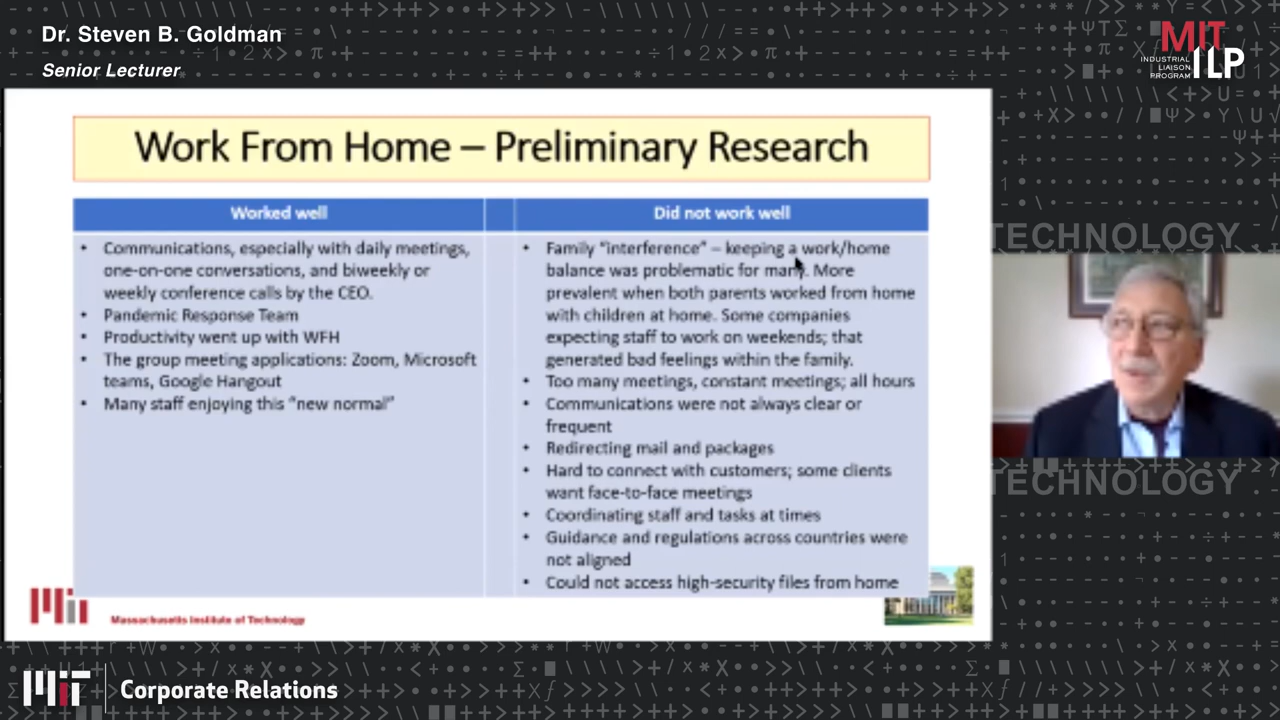 Dr. Steven B. Goldman
Senior Lecturer
MIT
INDUSTRIAL
LIAISON
PROGRAM
ILP
Work From Home – Preliminary Research
Worked well
Communications, especially with daily meetings,
one-on-one conversations, and biweekly or
weekly conference calls by the CEO.
Pandemic Response Team
Productivity went up with WFH
The group meeting applications: Zoom, Microsoft
teams, Google Hangout
Many staff enjoying this "new normal"
Did not work well
Family "interference" – keeping a work/home
balance was problematic for many. More
prevalent when both parents worked from home
with children at home. Some companies
expecting staff to work on weekends; that
generated bad feelings within the family.
Too many meetings, constant meetings; all hours
Communications were not always clear or
frequent
Redirecting mail and packages
Hard to connect with customers; some clients
want face-to-face meetings
Coordinating staff and tasks at times
Guidance and regulations across countries were
not aligned
Could not access high-security files from home
TECHNOLOGY
TECHNOLOGY
MIT
Massachusetts Institute of Technology
MIT
Corporate Relations